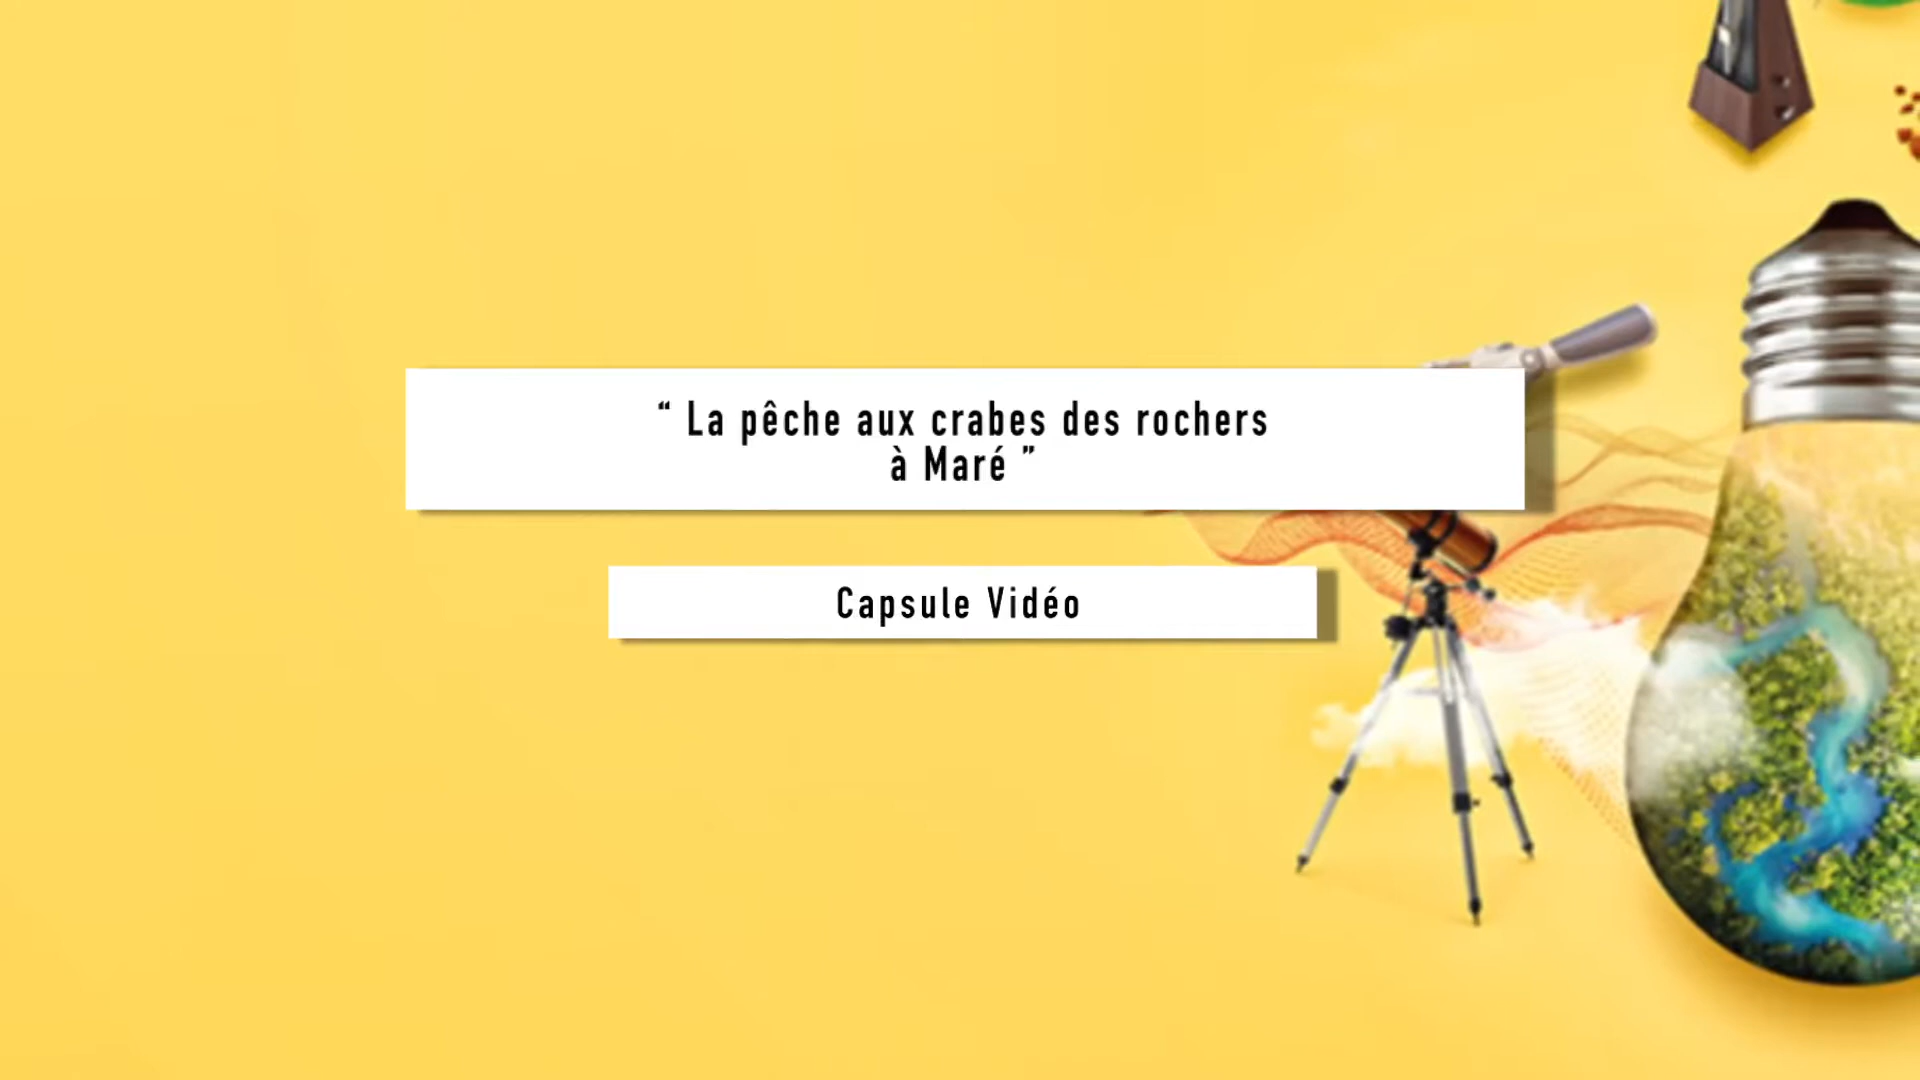 “ La pêche aux crabes des rochers
à Maré ”
Capsule Vidéo